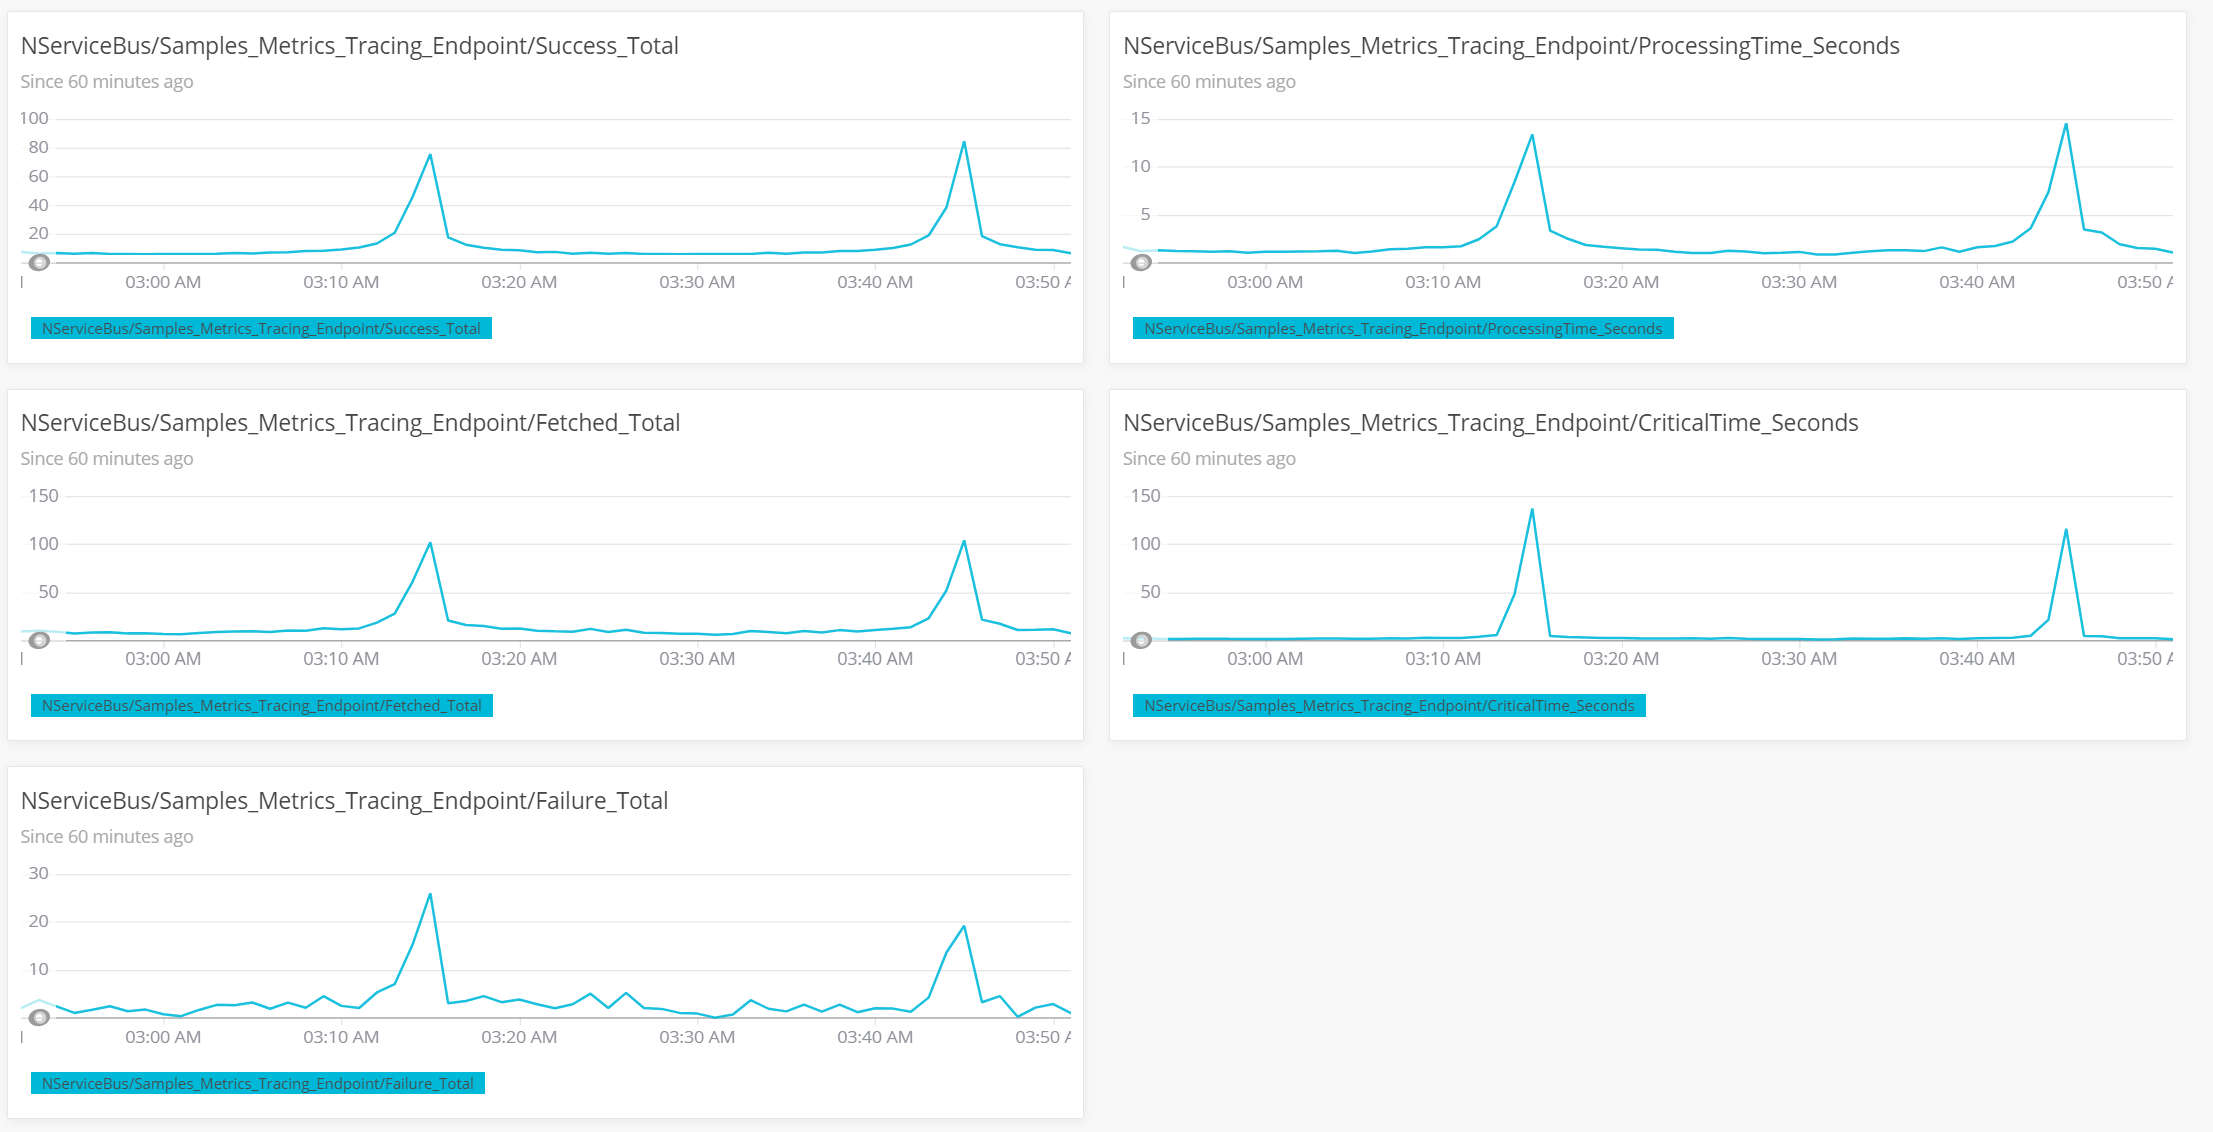 NServiceBus/Samples_Metrics_Tracing_Endpoint/Success_Total
Since 60 minutes ago
100
80
60
40
20
03:00 AM 03:10 AM 03:20 AM 03:30 AM 03:40 AM 03:50 A
NServiceBus/Samples_Metrics_Tracing_Endpoint/Success_Total
NServiceBus/Samples_Metrics_Tracing_Endpoint/ProcessingTime_Seconds
Since 60 minutes ago
15
10
5
03:00 AM 03:10 AM 03:20 AM 03:30 AM 03:40 AM 03:50 A
NServiceBus/Samples_Metrics_Tracing_Endpoint/ProcessingTime_Seconds
NServiceBus/Samples_Metrics_Tracing_Endpoint/Fetched_Total
Since 60 minutes ago
150
100
50
03:00 AM 03:10 AM 03:20 AM 03:30 AM 03:40 AM 03:50 A
NServiceBus/Samples_Metrics_Tracing_Endpoint/Fetched_Total
NServiceBus/Samples_Metrics_Tracing_Endpoint/CriticalTime_Seconds
Since 60 minutes ago
150
100
50
03:00 AM 03:10 AM 03:20 AM 03:30 AM 03:40 AM 03:50 A
NServiceBus/Samples_Metrics_Tracing_Endpoint/CriticalTime_Seconds
NServiceBus/Samples_Metrics_Tracing_Endpoint/Failure_Total
Since 60 minutes ago
30
20
10
03:00 AM 03:10 AM 03:20 AM 03:30 AM 03:40 AM 03:50 A
NServiceBus/Samples_Metrics_Tracing_Endpoint/Failure_Total